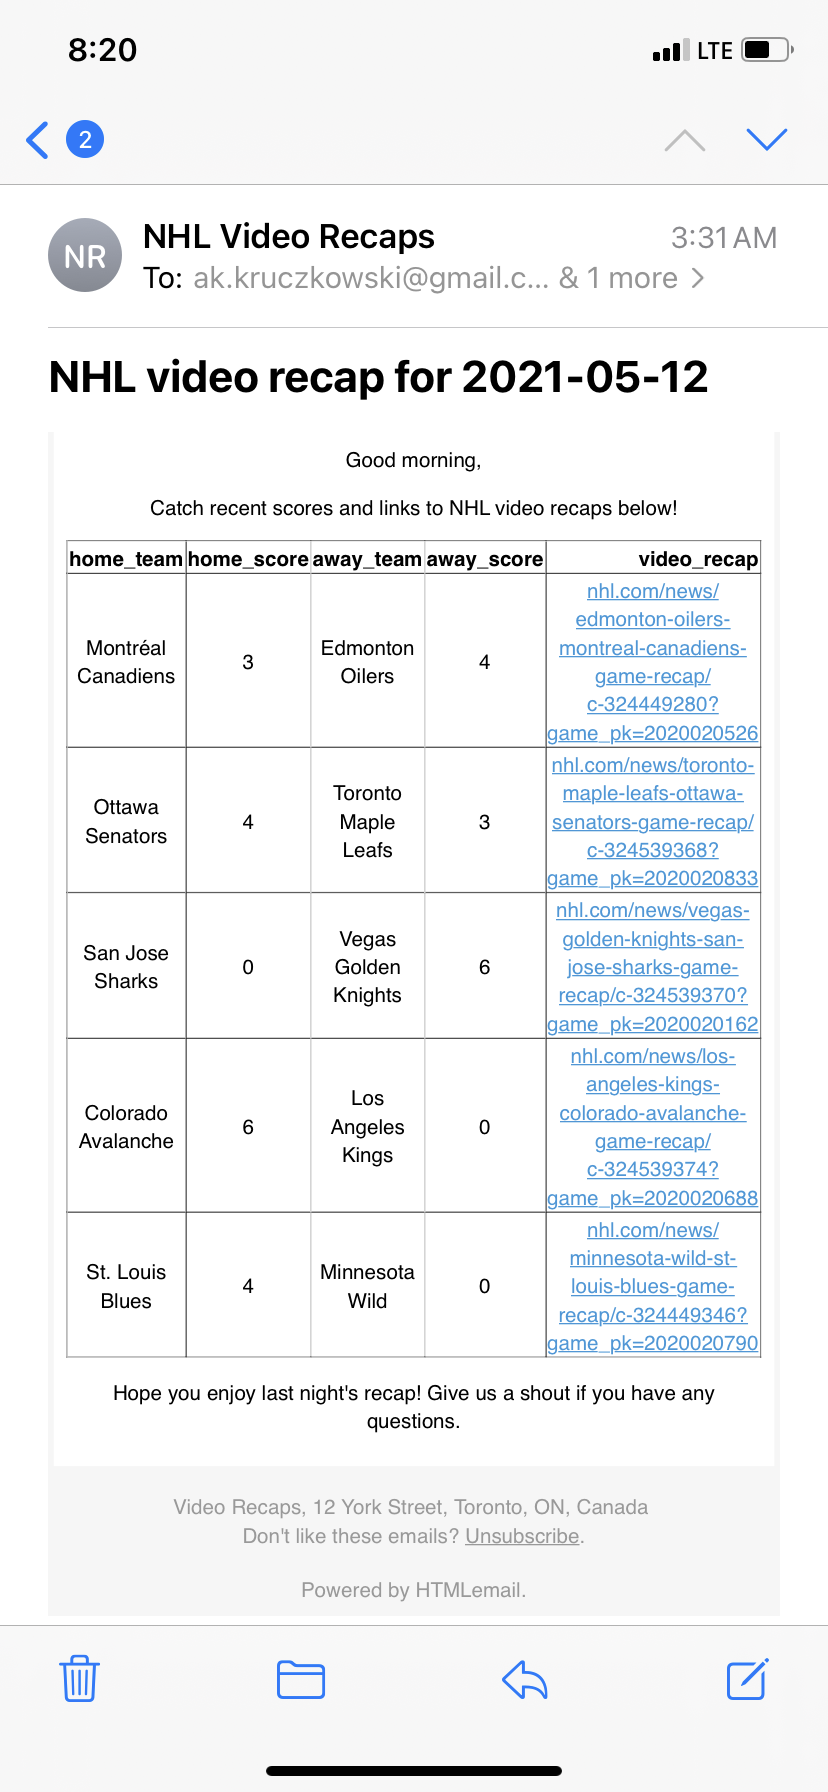 8:20
LTE
2
NHL Video Recaps
3:31 AM
NR
To: ak.kruczkowski@gmail.c... & 1 more >
NHL video recap for 2021-05-12
Good morning,
Catch recent scores and links to NHL video recaps below!
home_team home_score away_team away_score video_recap
Montréal
Canadiens
3
Edmonton
Oilers
4
nhl.com/news/
edmonton-oilers-
montreal-canadiens-
game-recap/
c-324449280?
game_pk=2020020526
Ottawa
Senators
4
Toronto
Maple
Leafs
3
nhl.com/news/toronto-
maple-leafs-ottawa-
senators-game-recap/
c-324539368?
game_pk=2020020833
San Jose
Sharks
0
Vegas
Golden
Knights
6
nhl.com/news/vegas-
golden-knights-san-
jose-sharks-game-
recap/c-324539370?
game_pk=2020020162
Colorado
Avalanche
6
Los
Angeles
Kings
0
nhl.com/news/los-
angeles-kings-
colorado-avalanche-
game-recap/
c-324539374?
game_pk=2020020688
St. Louis
Blues
4
Minnesota
Wild
0
nhl.com/news/
minnesota-wild-st-
louis-blues-game-
recap/c-324449346?
game_pk=2020020790
Hope you enjoy last night's recap! Give us a shout if you have any
questions.
Video Recaps, 12 York Street, Toronto, ON, Canada
Don't like these emails? Unsubscribe.
Powered by HTMLemail.